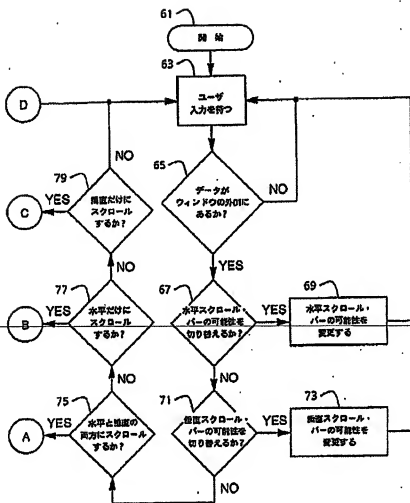 61
開 始
63
ユーザ
入力を待つ
D
NO
79
65
データが
ウィンドウの外側に
あるか?
NO
C
YES
垂直だけに
スクロール
するか?
YES
NO
77
67
69
B
YES
水平だけに
スクロール
するか?
水平スクロール・
バーの可能性を
切り替えるか?
YES
水平スクロール・
バーの可能性を
変更する
NO
NO
75
71
73
A
YES
水平と垂直の
両方にスクロール
するか?
垂直スクロール・
バーの可能性を
切り替えるか?
YES
垂直スクロール・
バーの可能性を
変更する
NO